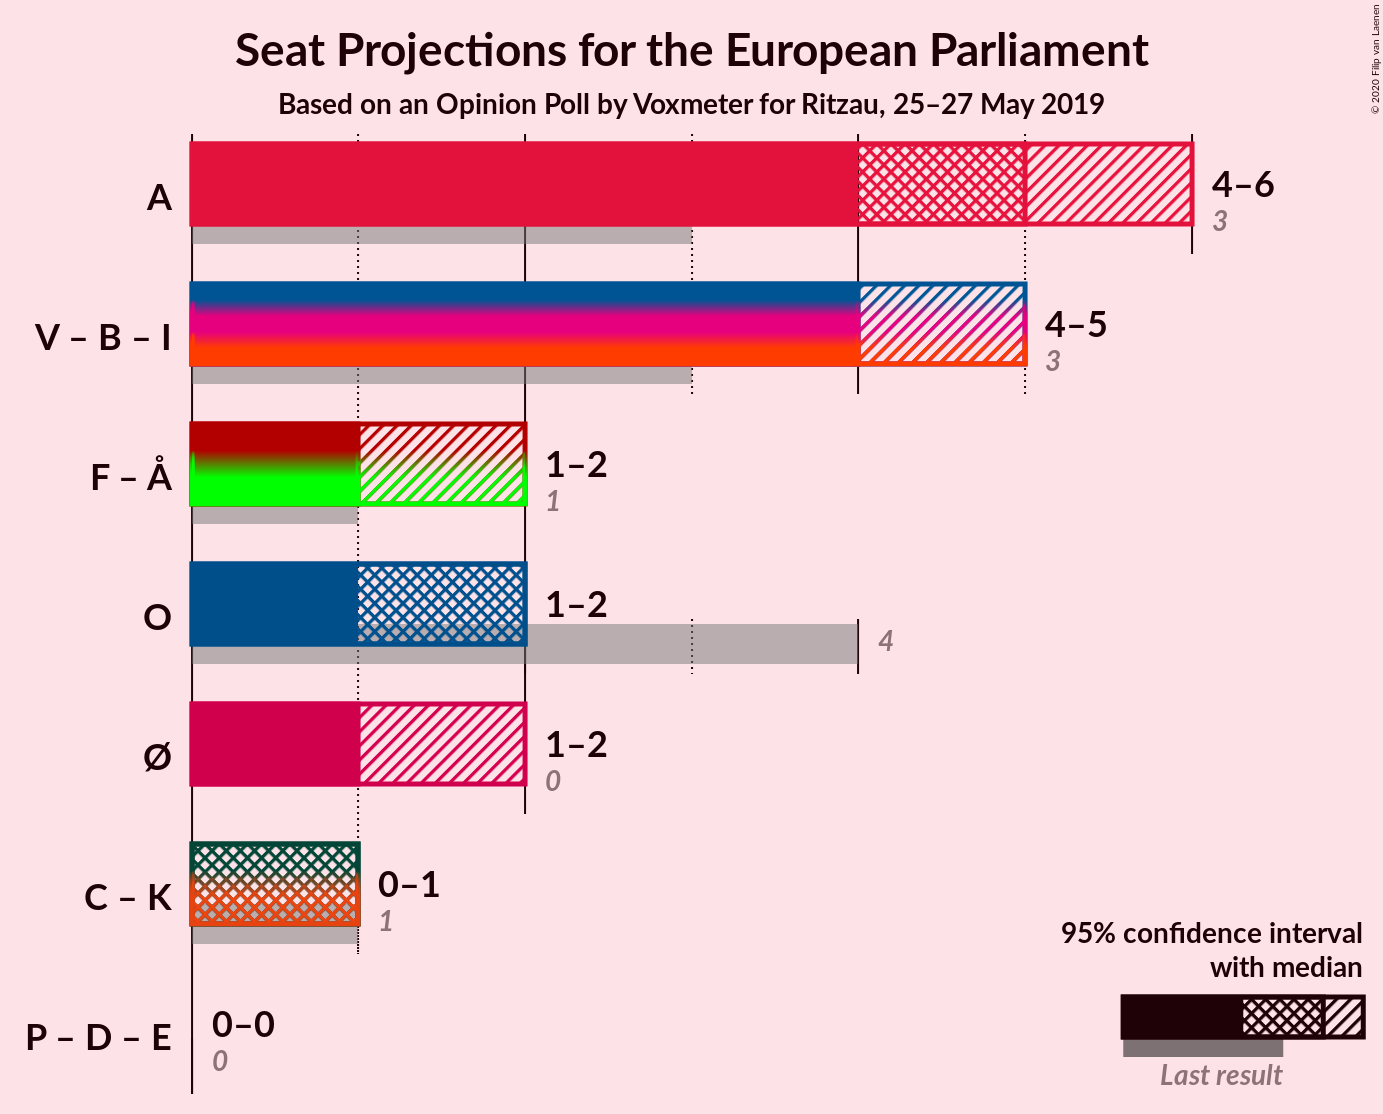 Seat Projections for the European Parliament
Based on an Opinion Poll by Voxmeter for Ritzau, 25–27 May 2019
© 2020 Filip van Laenen
A
4–6
3
V – B – I
4–5
3
F – Å
1–2
1
O
1–2
4
Ø
1–2
0
C – K
0–1
1
P – D – E
0–0
0
95% confidence interval
with median
Last result